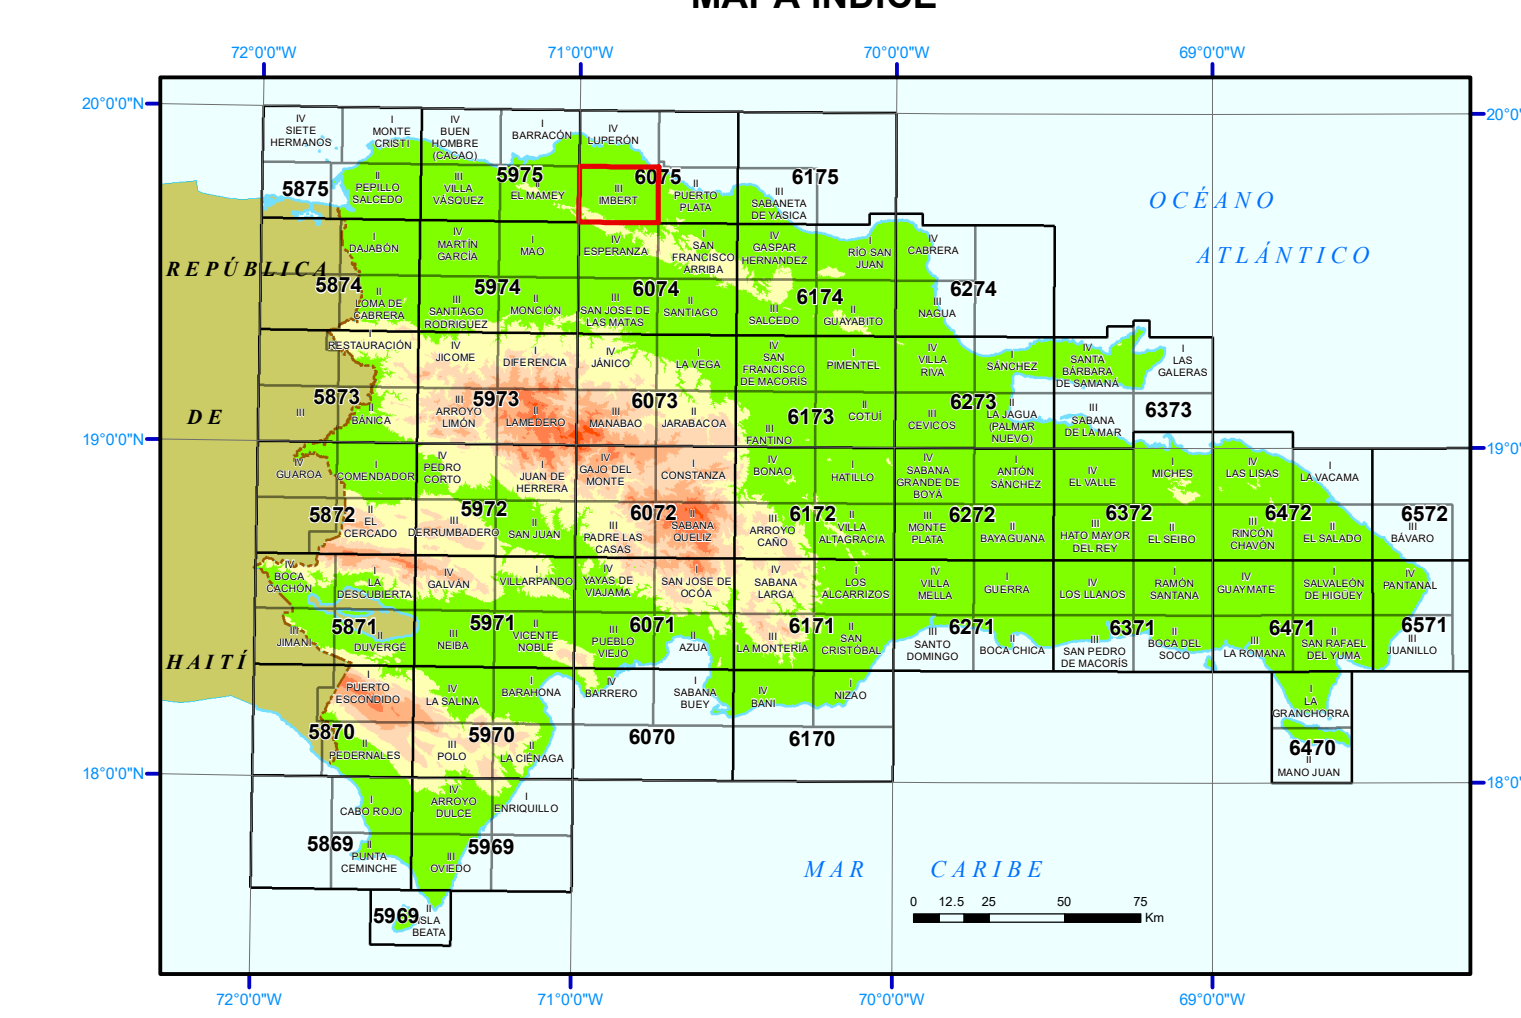 MAPA ÍNDICE
72°0'0"W
71°0'0"W
70°0'0"W
69°0'0"W
20°0'0"N
20°0'
IV
SIETE
HERMANOS
I
MONTE
CRISTI
IV
BUEN
HOMBRE
(CACAO)
I
BARRACÓN
IV
LUPERÓN
5875
II
PEPILLO
SALCEDO
III
VILLA
VÁSQUEZ
5975
II
EL MAMEY
III
IMBERT
6075
II
PUERTO
PLATA
III
SABANETA
DE YASICA
6175
OCÉANO
ATLÁNTICO
REPÚBLICA
I
DAJABÓN
IV
MARTÍN
GARCÍA
I
MAO
IV
ESPERANZA
I
SAN
FRANCISCO
ARRIBA
IV
GASPAR
HERNANDEZ
I
RÍO SAN
JUAN
IV
CABRERA
5874
II
LOMA DE
CABRERA
III
SANTIAGO
RODRIGUEZ
5974
II
MONCIÓN
III
SAN JOSE DE
LAS MATAS
6074
II
SANTIAGO
III
SALCEDO
6174
II
GUAYABITO
III
NAGUA
6274
I
RESTAURACIÓN
IV
JICOME
I
DIFERENCIA
IV
JÁNICO
I
LA VEGA
IV
SAN
FRANCISCO
DE MACORÍS
I
PIMENTEL
IV
VILLA
RIVA
I
SÁNCHEZ
IV
SANTA
BÁRBARA
DE SAMANÁ
I
LAS
GALERAS
DE
III
5873
II
BÁNICA
III
ARROYO
LIMÓN
5973
II
LAMEDERO
III
MANABAO
6073
II
JARABACOA
III
FANTINO
6173
II
COTUÍ
III
CEVICOS
6273
II
LA JAGUA
(PALMAR
NUEVO)
III
SABANA
DE LA MAR
6373
19°0'0"N
19°0'
IV
GUAROA
I
COMENDADOR
IV
PEDRO
CORTO
I
JUAN DE
HERRERA
IV
GAJO DEL
MONTE
I
CONSTANZA
IV
BONAO
I
HATILLO
IV
SABANA
GRANDE DE
BOYÁ
I
ANTÓN
SÁNCHEZ
IV
EL VALLE
I
MICHES
IV
LAS LISAS
I
LA VACAMA
5872
II
EL
CERCADO
III
DERRUMBADERO
5972
II
SAN JUAN
III
PADRE LAS
CASAS
6072
II
SABANA
QUELIZ
III
ARROYO
CAÑO
6172
II
VILLA
ALTAGRACIA
III
MONTE
PLATA
6272
II
BAYAGUANA
III
HATO MAYOR
DEL REY
6372
II
EL SEIBO
III
RINCÓN
CHAVÓN
6472
II
EL SALADO
6572
III
BÁVARO
IV
BOCA
CACHÓN
I
LA
DESCUBIERTA
IV
GALVÁN
I
VILLARPANDO
IV
YAYAS DE
VIAJAMA
I
SAN JOSE DE
OCÓA
IV
SABANA
LARGA
I
LOS
ALCARRIZOS
IV
VILLA
MELLA
I
GUERRA
IV
LOS LLANOS
I
RAMÓN
SANTANA
IV
GUAYMATE
I
SALVALEÓN
DE HIGÜEY
IV
PANTANAL
III
JIMANÍ
5871
II
DUVERGÉ
III
NEIBA
5971
II
VICENTE
NOBLE
III
PUEBLO
VIEJO
6071
II
AZUA
III
LA MONTERÍA
6171
II
SAN
CRISTÓBAL
III
SANTO
DOMINGO
6271
II
BOCA CHICA
III
SAN PEDRO
DE MACORÍS
6371
II
BOCA DEL
SOCO
III
LA ROMANA
6471
II
SAN RAFAEL
DEL YUMA
6571
III
JUANILLO
HAITÍ
I
PUERTO
ESCONDIDO
IV
LA SALINA
I
BARAHONA
IV
BARRERO
I
SABANA
BUEY
IV
BANI
I
NIZAO
I
LA
GRANCHORRA
5870
II
PEDERNALES
III
POLO
5970
II
LA CIÉNAGA
6070
6170
6470
II
MANO JUAN
18°0'0"N
18°0'
I
CABO ROJO
IV
ARROYO
DULCE
I
ENRIQUILLO
5869
II
PUNTA
CEMINCHE
III
OVIEDO
5969
MAR CARIBE
5969
II
ISLA
BEATA
0 12.5 25 50 75
Km
72°0'0"W
71°0'0"W
70°0'0"W
69°0'0"W